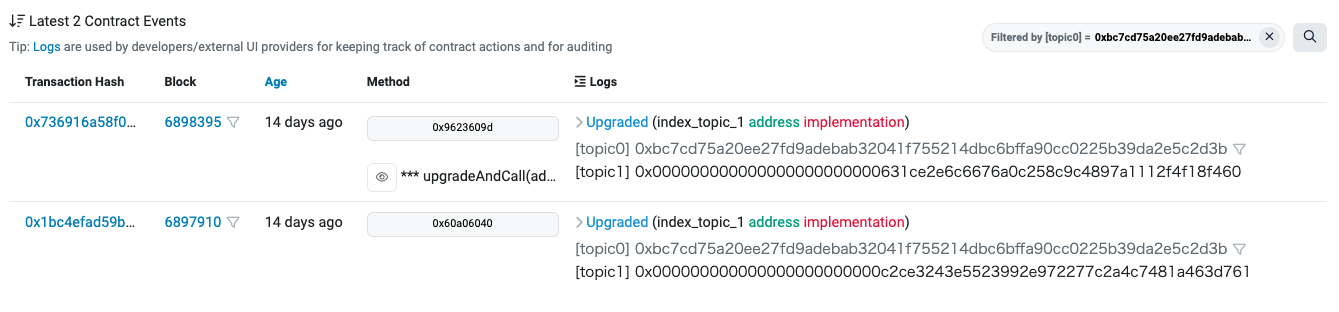 Latest 2 Contract Events
Tip: Logs are used by developers/external UI providers for keeping track of contract actions and for auditing
Filtered by [topic0] = 0xbc7cd75a20ee27fd9adebab...
Transaction Hash Block Age Method Logs
0x736916a58f0... 6898395 14 days ago 0x9623609d Upgraded (index_topic_1 address implementation)
[topic0] 0xbc7cd75a20ee27fd9adebab32041f755214dbc6bffa90cc0225b39da2e5c2d3b
*** upgradeAndCall(ad... [topic1] 0x000000000000000000000000631ce2e6c6676a0c258c9c4897a1112f4f18f460
0x1bc4efad59b... 6897910 14 days ago 0x60a06040 Upgraded (index_topic_1 address implementation)
[topic0] 0xbc7cd75a20ee27fd9adebab32041f755214dbc6bffa90cc0225b39da2e5c2d3b
[topic1] 0x000000000000000000000000c2ce3243e5523992e972277c2a4c7481a463d761